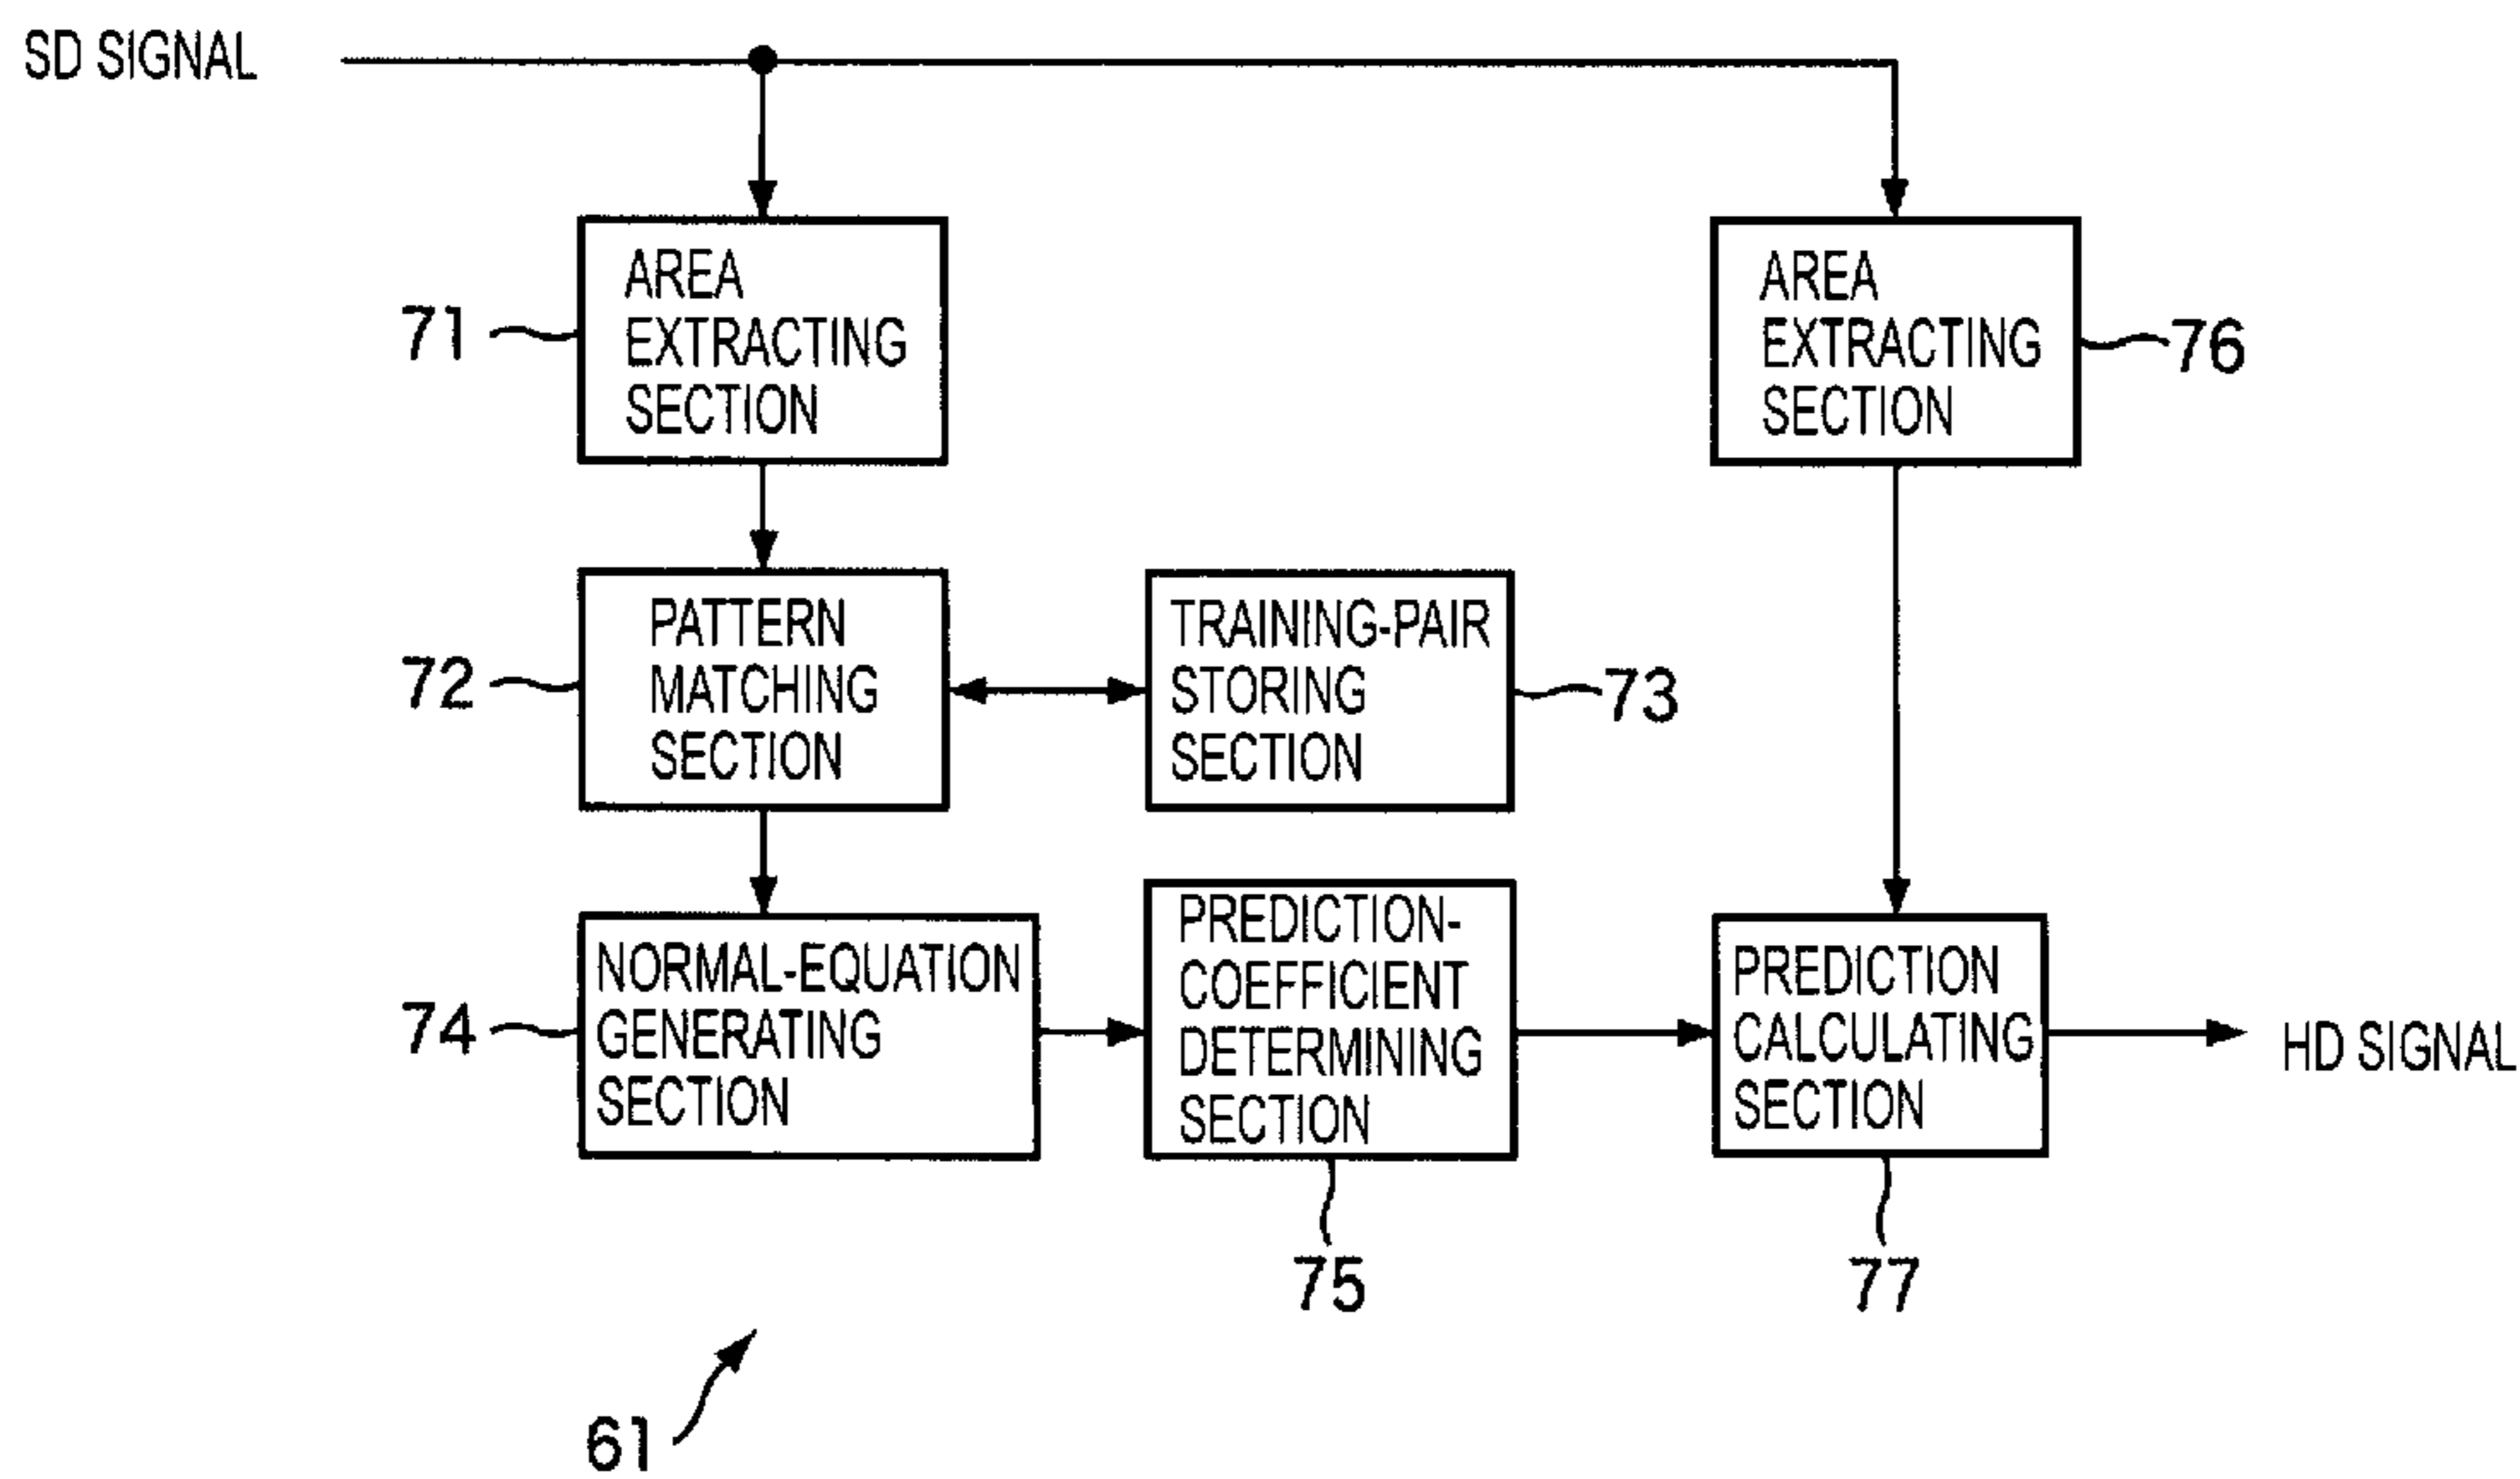 SD SIGNAL
AREA
EXTRACTING
SECTION
71
AREA
EXTRACTING
SECTION
76
PATTERN
MATCHING
SECTION
72
TRAINING-PAIR
STORING
SECTION
73
NORMAL-EQUATION
GENERATING
SECTION
74
PREDICTION-
COEFFICIENT
DETERMINING
SECTION
75
PREDICTION
CALCULATING
SECTION
77
HD SIGNAL
61